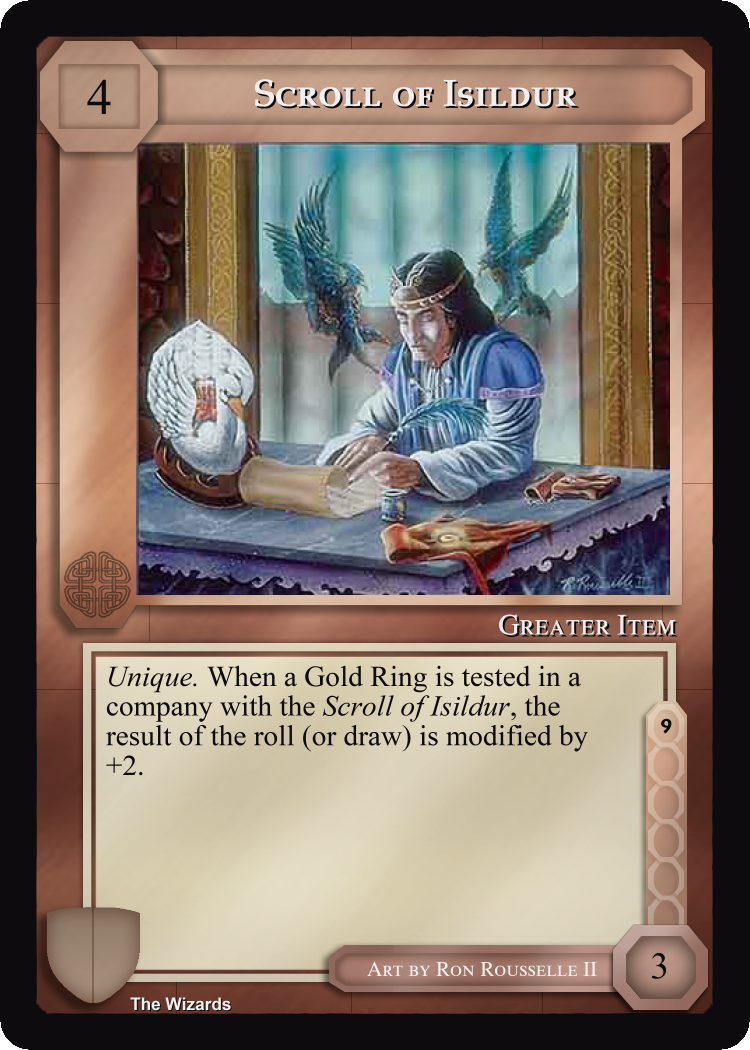 4
Scroll of Isildur
R. Rousselle II
Greater Item
Unique. When a Gold Ring is tested in a
company with the Scroll of Isildur, the
result of the roll (or draw) is modified by
+2.
9
Art by Ron Rousselle II
3
The Wizards